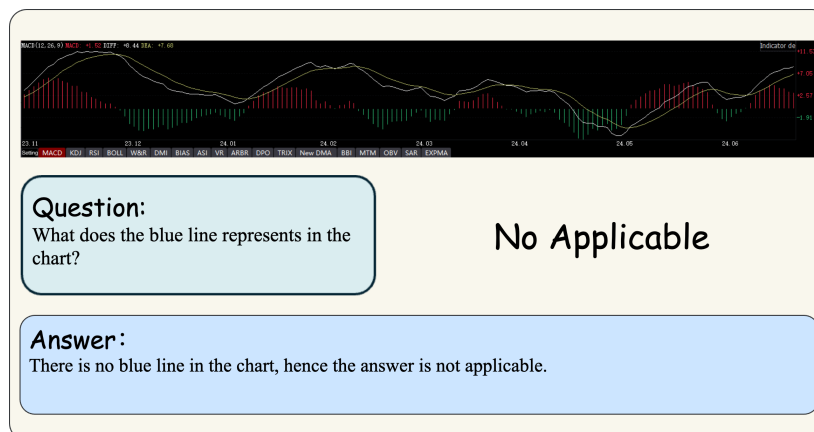 MACD(12,26,9) MACD: +1.52 DIFF: +8.44 DEA: +7.68
Indicator de
+11.53
+7.05
+2.57
-1.91
23.11 23.12 24.01 24.02 24.03 24.04 24.05 24.06
Setting MACD KDJ RSI BOLL W&R DMI BIAS ASI VR ARBR DPO TRIX New DMA BBI MTM OBV SAR EXPMA
Question:
What does the blue line represents in the
chart?
No Applicable
Answer:
There is no blue line in the chart, hence the answer is not applicable.